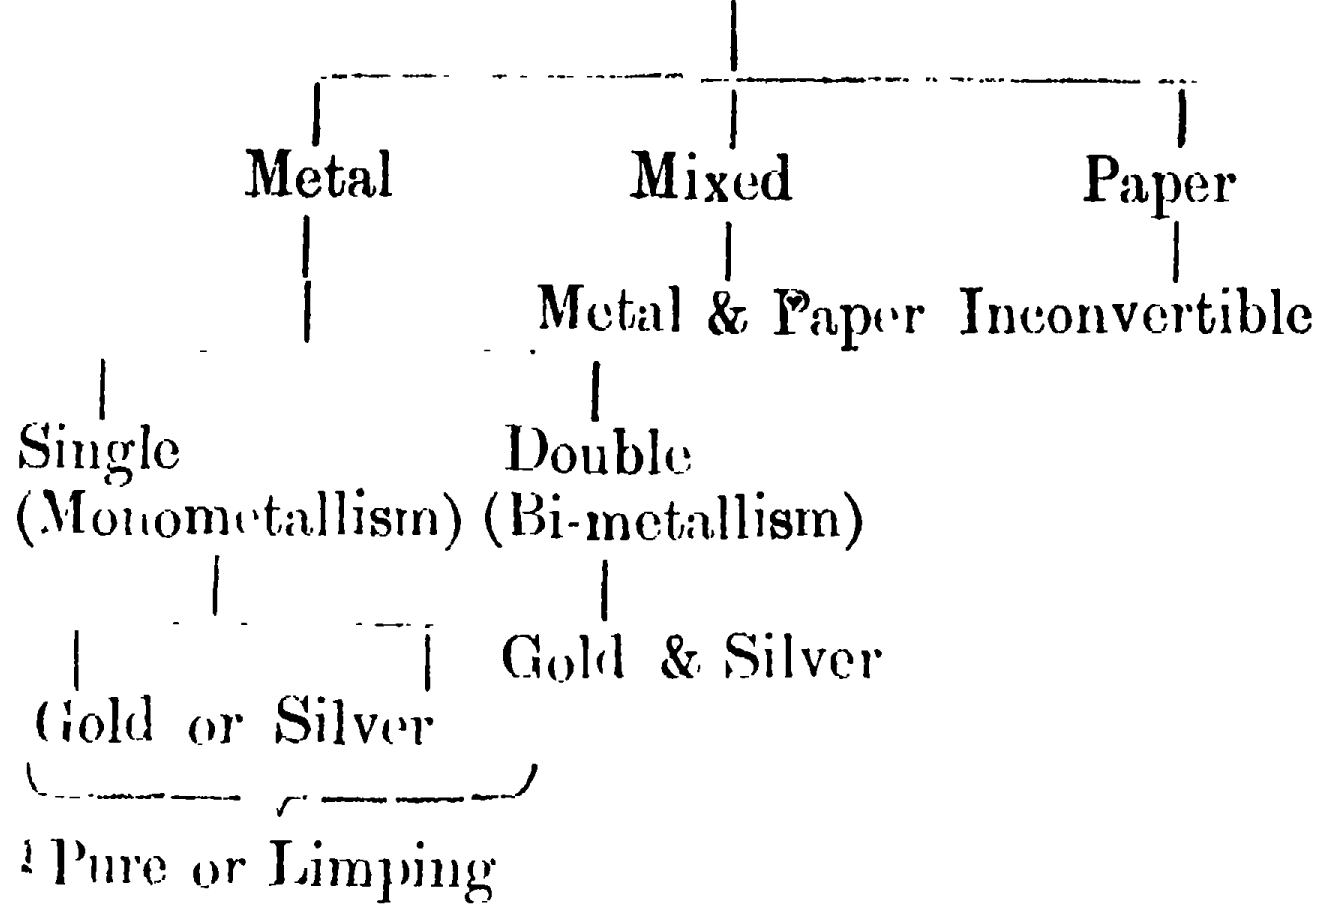 Metal Mixed Paper
Metal & Paper Inconvertible
Single Double
(Monometallism) (Bi-metallism)
Gold & Silver
Gold or Silver
Pure or Limping